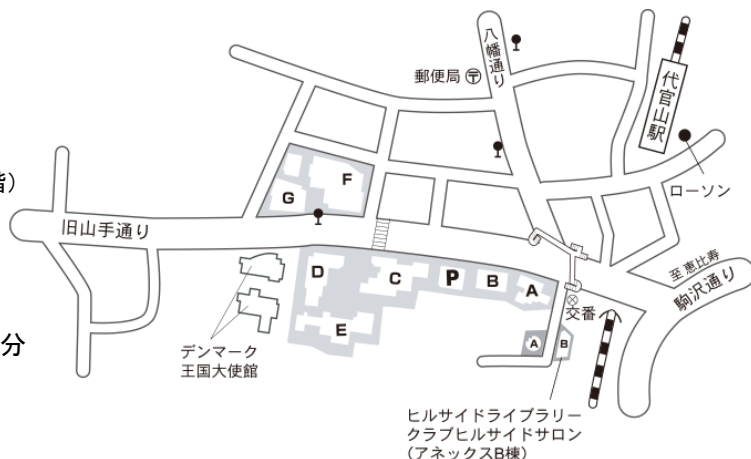 八幡通り
郵便局
〒
代官山駅
ローソン
階）
F
G
旧山手通り
至 恵比寿
駒沢通り
D
C
P
B
A
E
交番
分
A
B
デンマーク
王国大使館
ヒルサイドライブラリー
クラブヒルサイドサロン
（アネックスB棟）